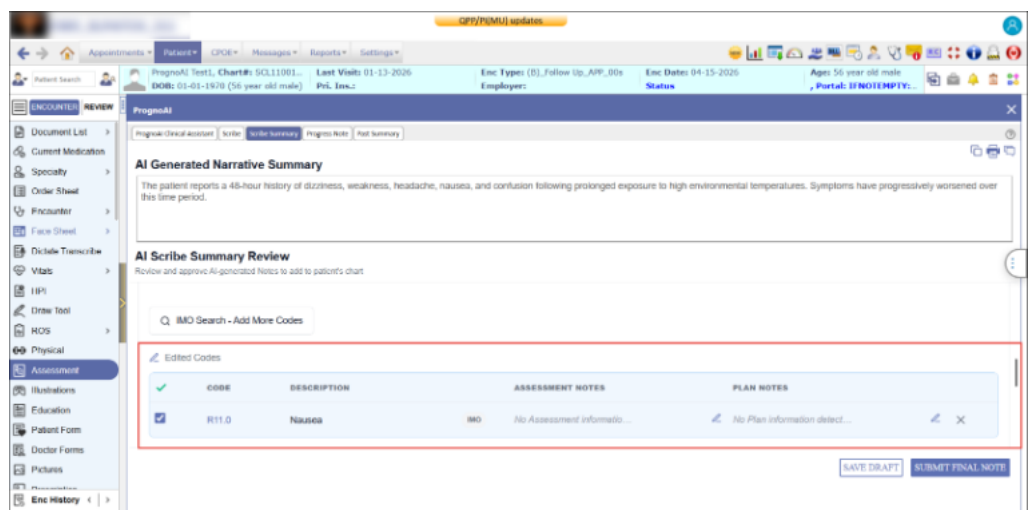 QPP/PI(MU) updates
Appointments Patient CPOE Messages Reports Settings
Patient Search
PrognoAI Test1, Chart#: SCL11001... Last Visit: 01-13-2026 Enc Type: (B)_Follow Up_APP_00s Enc Date: 04-15-2026 Age: 56 year old male
DOB: 01-01-1970 (56 year old male) Pri. Ins.: Employer: Status , Portal: IFNOTEMPTY:...
ENCOUNTER REVIEW
PrognoAI
Document List
Current Medication
Specialty
Order Sheet
Encounter
Face Sheet
Dictate Transcribe
Vitals
HPI
Draw Tool
ROS
Physical
Assessment
Illustrations
Education
Patient Form
Doctor Forms
Pictures
Enc History
PrognoAI Clinical Assistant Scribe Scribe Summary Progress Note Past Summary
AI Generated Narrative Summary
The patient reports a 48-hour history of dizziness, weakness, headache, nausea, and confusion following prolonged exposure to high environmental temperatures. Symptoms have progressively worsened over
this time period.
AI Scribe Summary Review
Review and approve AI-generated Notes to add to patient's chart
IMO Search - Add More Codes
Edited Codes
CODE DESCRIPTION ASSESSMENT NOTES PLAN NOTES
R11.0 Nausea IMO No Assessment informatio... No Plan information detect...
SAVE DRAFT SUBMIT FINAL NOTE